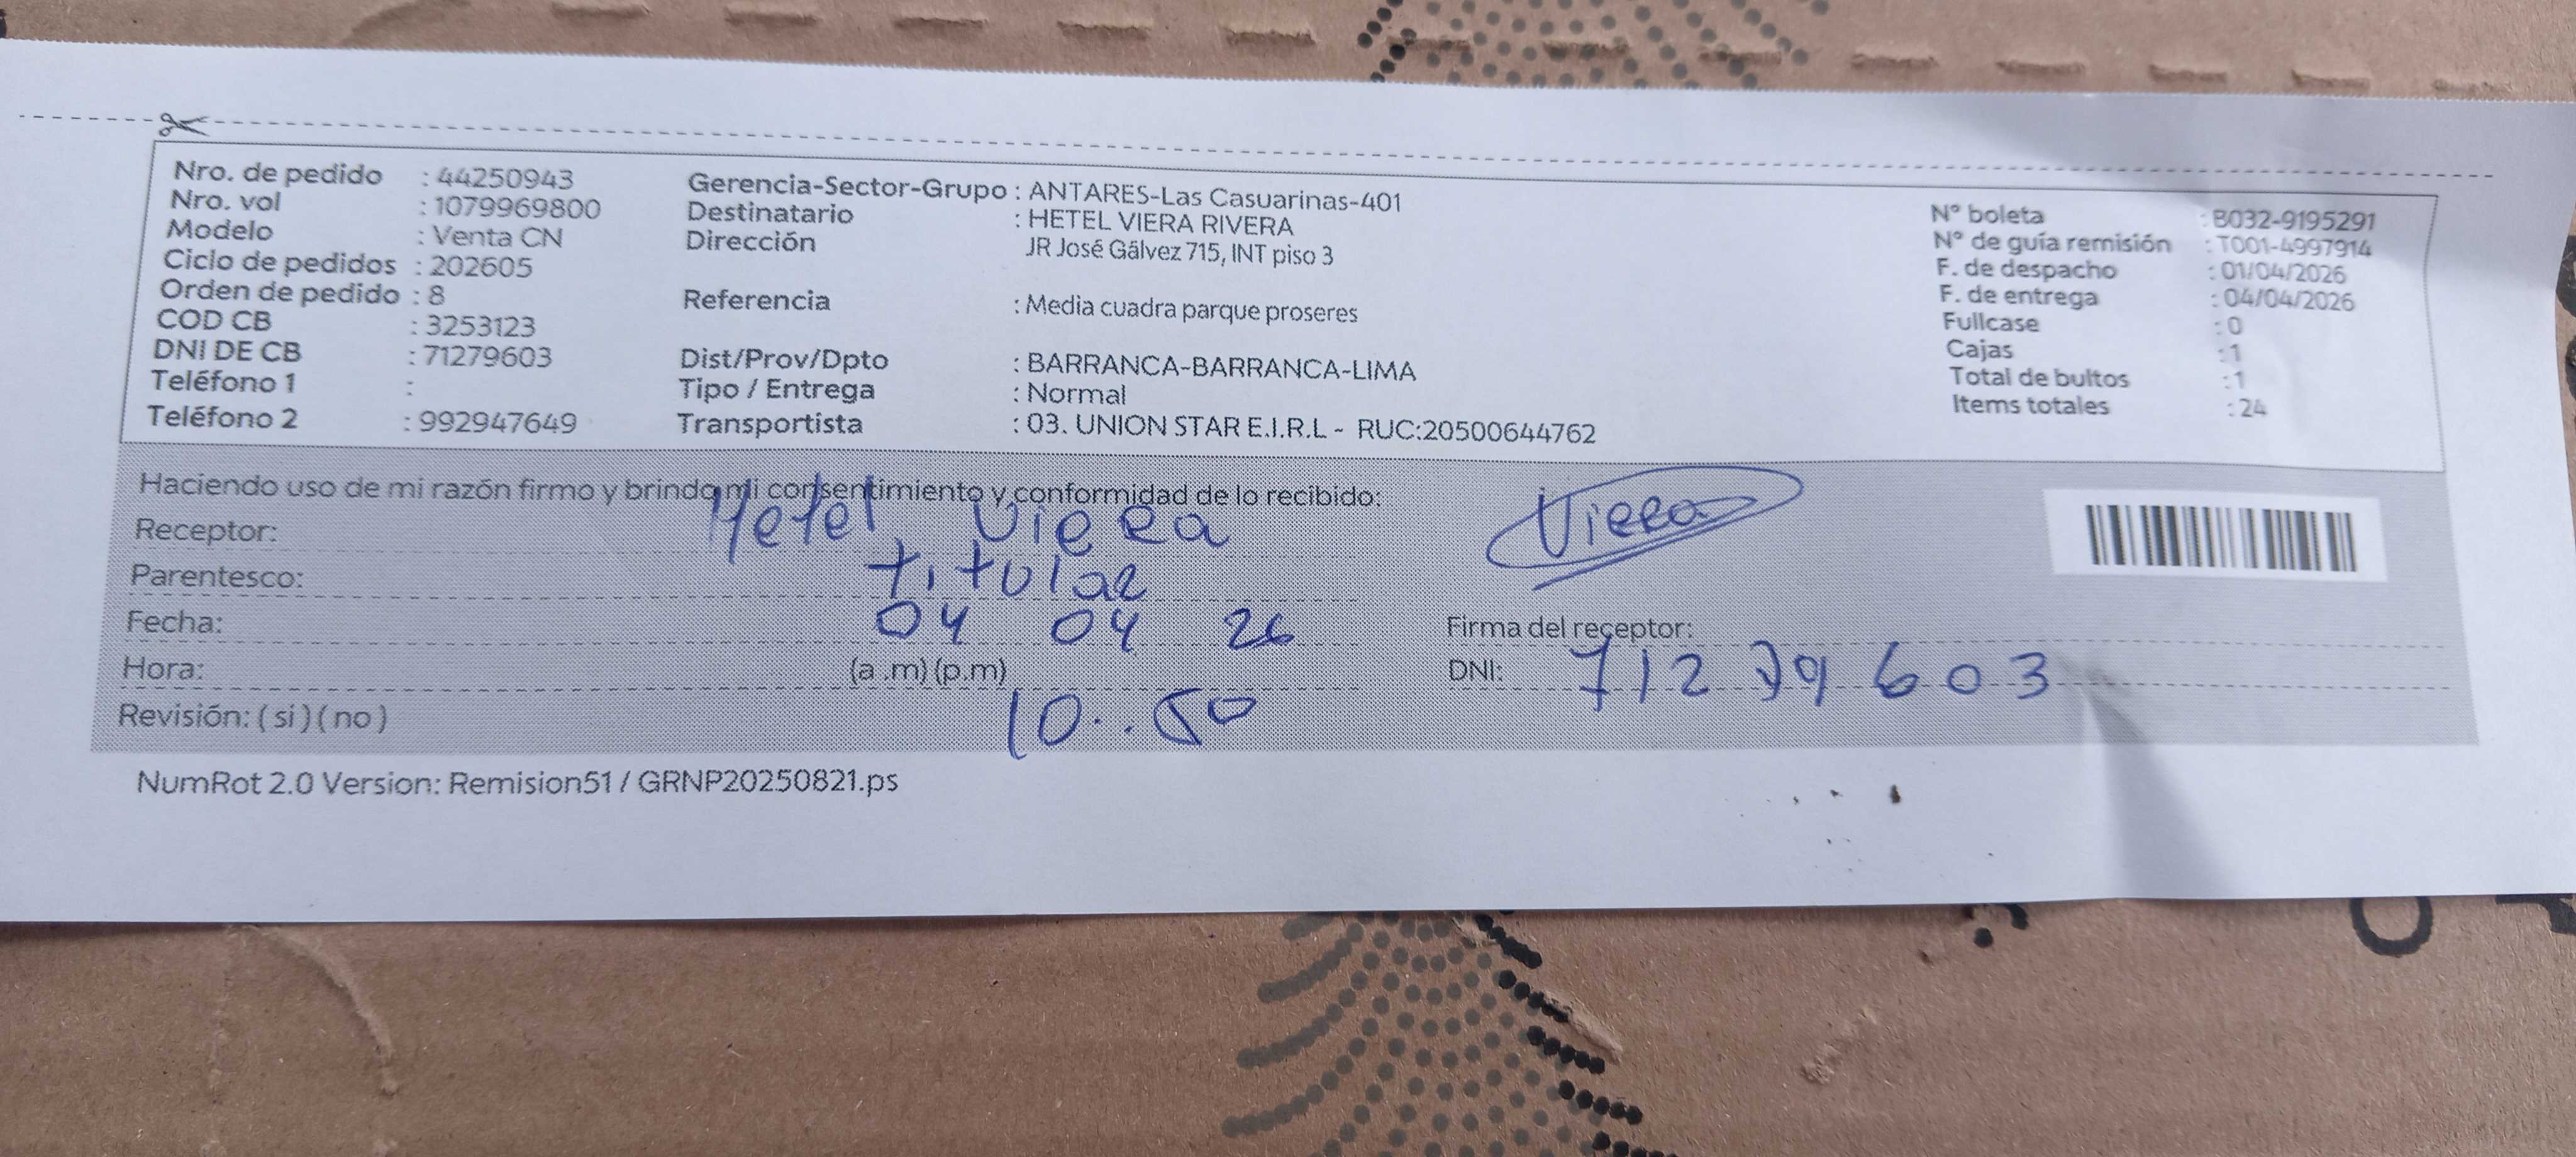 Nro. de pedido : 44250943
Nro. vol : 1079969800
Modelo : Venta CN
Ciclo de pedidos : 202605
Orden de pedido : 8
COD CB : 3253123
DNI DE CB : 71279603
Teléfono 1 :
Teléfono 2 : 992947649
Gerencia-Sector-Grupo : ANTARES-Las Casuarinas-401
Destinatario : HETEL VIERA RIVERA
Dirección JR José Gálvez 715, INT piso 3
Referencia : Media cuadra parque proseres
Dist/Prov/Dpto : BARRANCA-BARRANCA-LIMA
Tipo / Entrega : Normal
Transportista : 03. UNION STAR E.I.R.L - RUC:20500644762
N° boleta : B032-9195291
N° de guía remisión : T001-4997914
F. de despacho : 01/04/2026
F. de entrega : 04/04/2026
Fullcase : 0
Cajas : 1
Total de bultos : 1
Items totales : 24
Haciendo uso de mi razón firmo y brindo mi consentimiento y conformidad de lo recibido:
Receptor: Hetel Viera
Viera
Parentesco: titular
Fecha: 04 04 26
Firma del receptor:
Hora: (a .m) (p.m) 10:50
DNI: 71279603
Revisión: ( si ) ( no )
NumRot 2.0 Version: Remision51 / GRNP20250821.ps